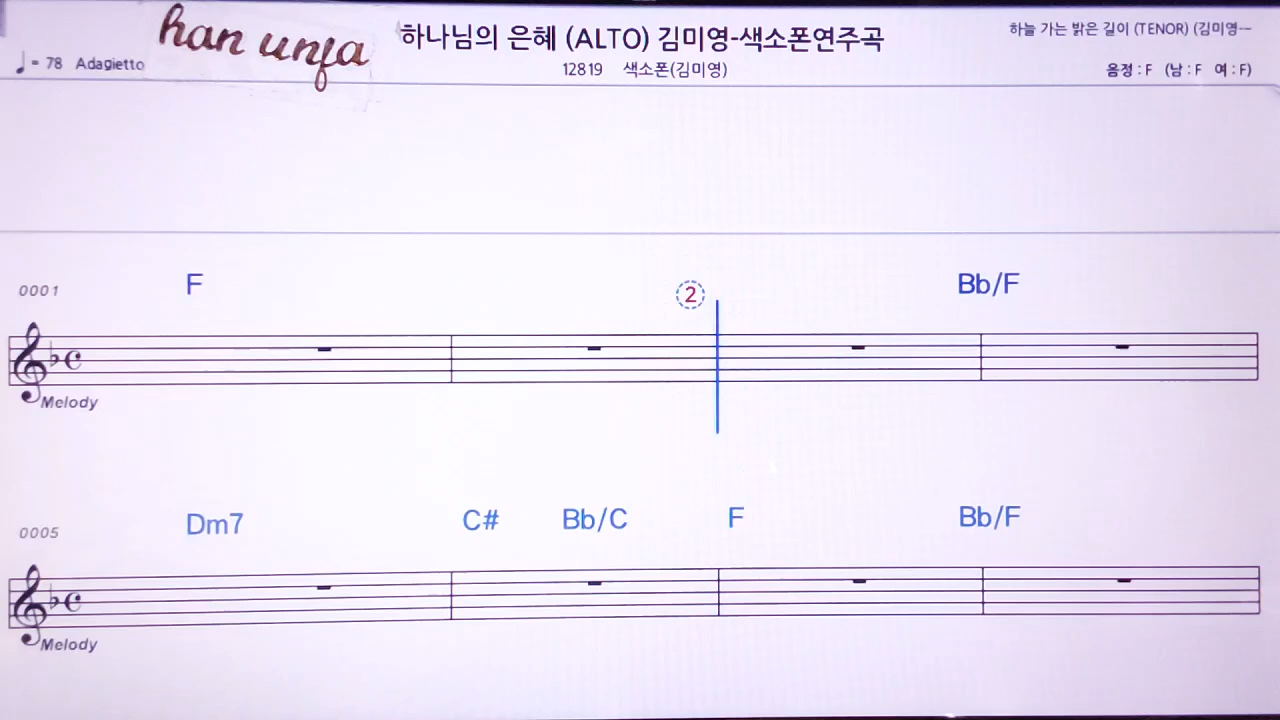 han unfa
하나님의 은혜 (ALTO) 김미영-색소폰연주곡
하늘 가는 밝은 길이 (TENOR) (김미영--
♩= 78 Adagietto
12819 색소폰(김미영)
음정 : F (남 : F 여 : F)
0001 F ② Bb/F
Melody
0005 Dm7 C# Bb/C F Bb/F
Melody